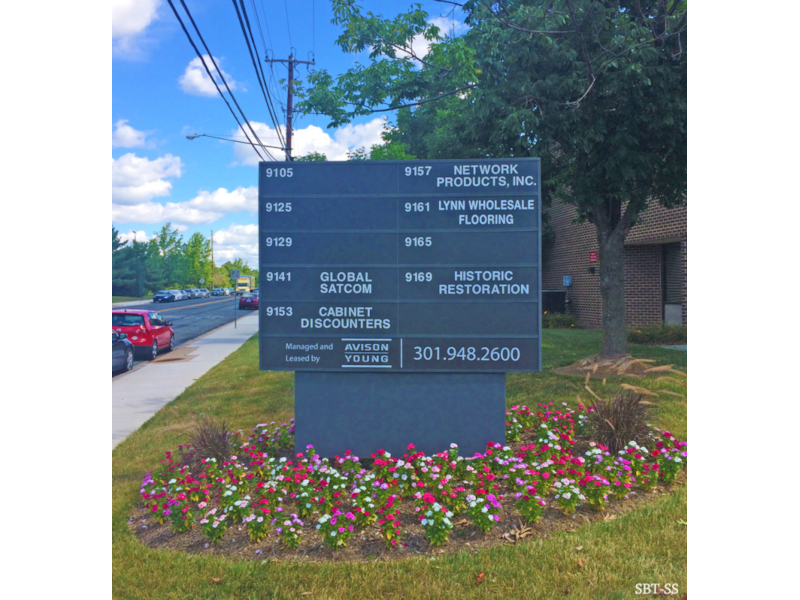 9105
9125
9129
9141 GLOBAL
SATCOM
9153 CABINET
DISCOUNTERS
9157 NETWORK
PRODUCTS, INC.
9161 LYNN WHOLESALE
FLOORING
9165
9169 HISTORIC
RESTORATION
Managed and
Leased by
AVISON
YOUNG
301.948.2600
SBT-SS